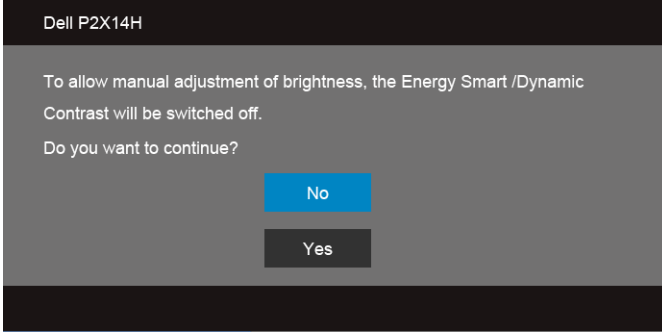 Dell P2X14H
To allow manual adjustment of brightness, the Energy Smart /Dynamic
Contrast will be switched off.
Do you want to continue?
No
Yes